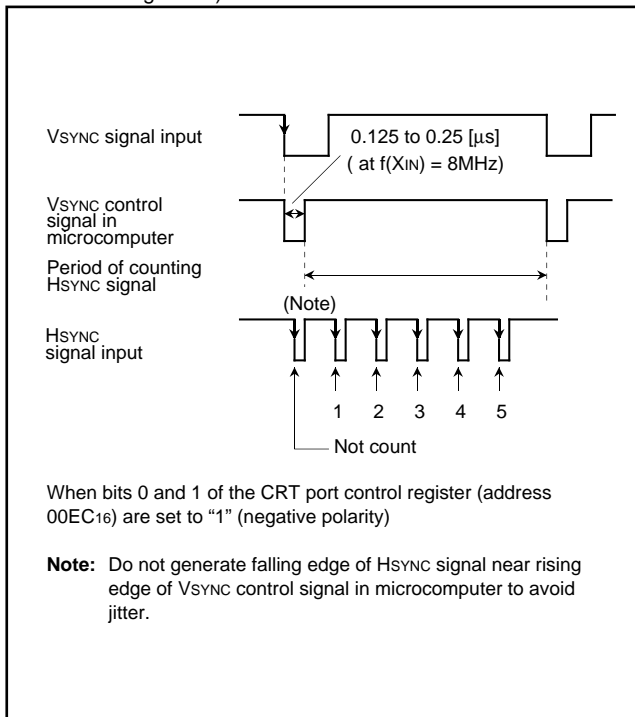 VSYNC signal input
0.125 to 0.25 [µs]
( at f(XIN) = 8MHz)
VSYNC control
signal in
microcomputer
Period of counting
HSYNC signal
(Note)
HSYNC
signal input
1 2 3 4 5
Not count
When bits 0 and 1 of the CRT port control register (address
00EC16) are set to “1” (negative polarity)
Note: Do not generate falling edge of HSYNC signal near rising
edge of VSYNC control signal in microcomputer to avoid
jitter.